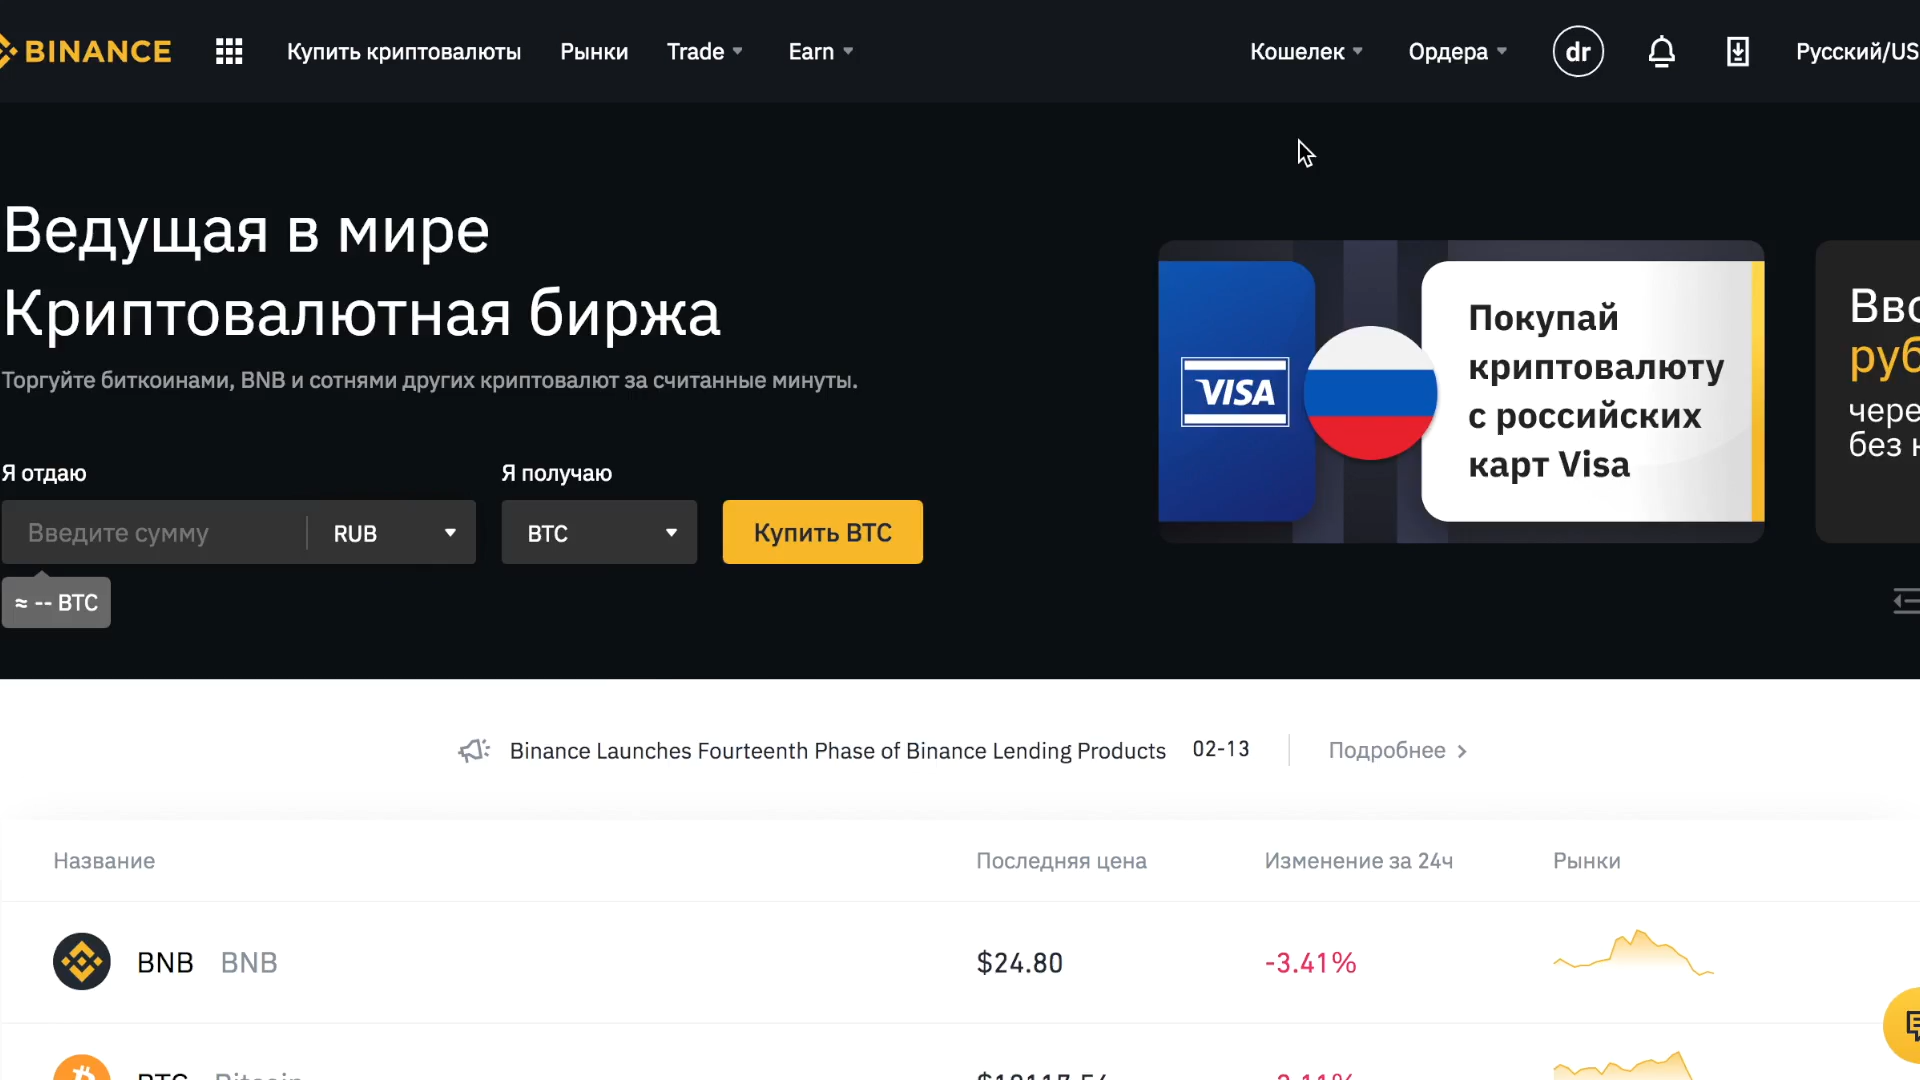 BINANCE
Купить криптовалюты
Рынки
Trade
Earn
Кошелек
Ордера
dr
Русский/US
Ведущая в мире
Криптовалютная биржа
Торгуйте биткоинами, BNB и сотнями других криптовалют за считанные минуты.
VISA
Покупай
криптовалюту
с российских
карт Visa
Вво
руб
чере
без н
Я отдаю
Я получаю
Введите сумму
RUB
BTC
Купить BTC
≈ -- BTC
Binance Launches Fourteenth Phase of Binance Lending Products
02-13
Подробнее
Название
Последняя цена
Изменение за 24ч
Рынки
BNB BNB
$24.80
-3.41%
BTC Bitcoin